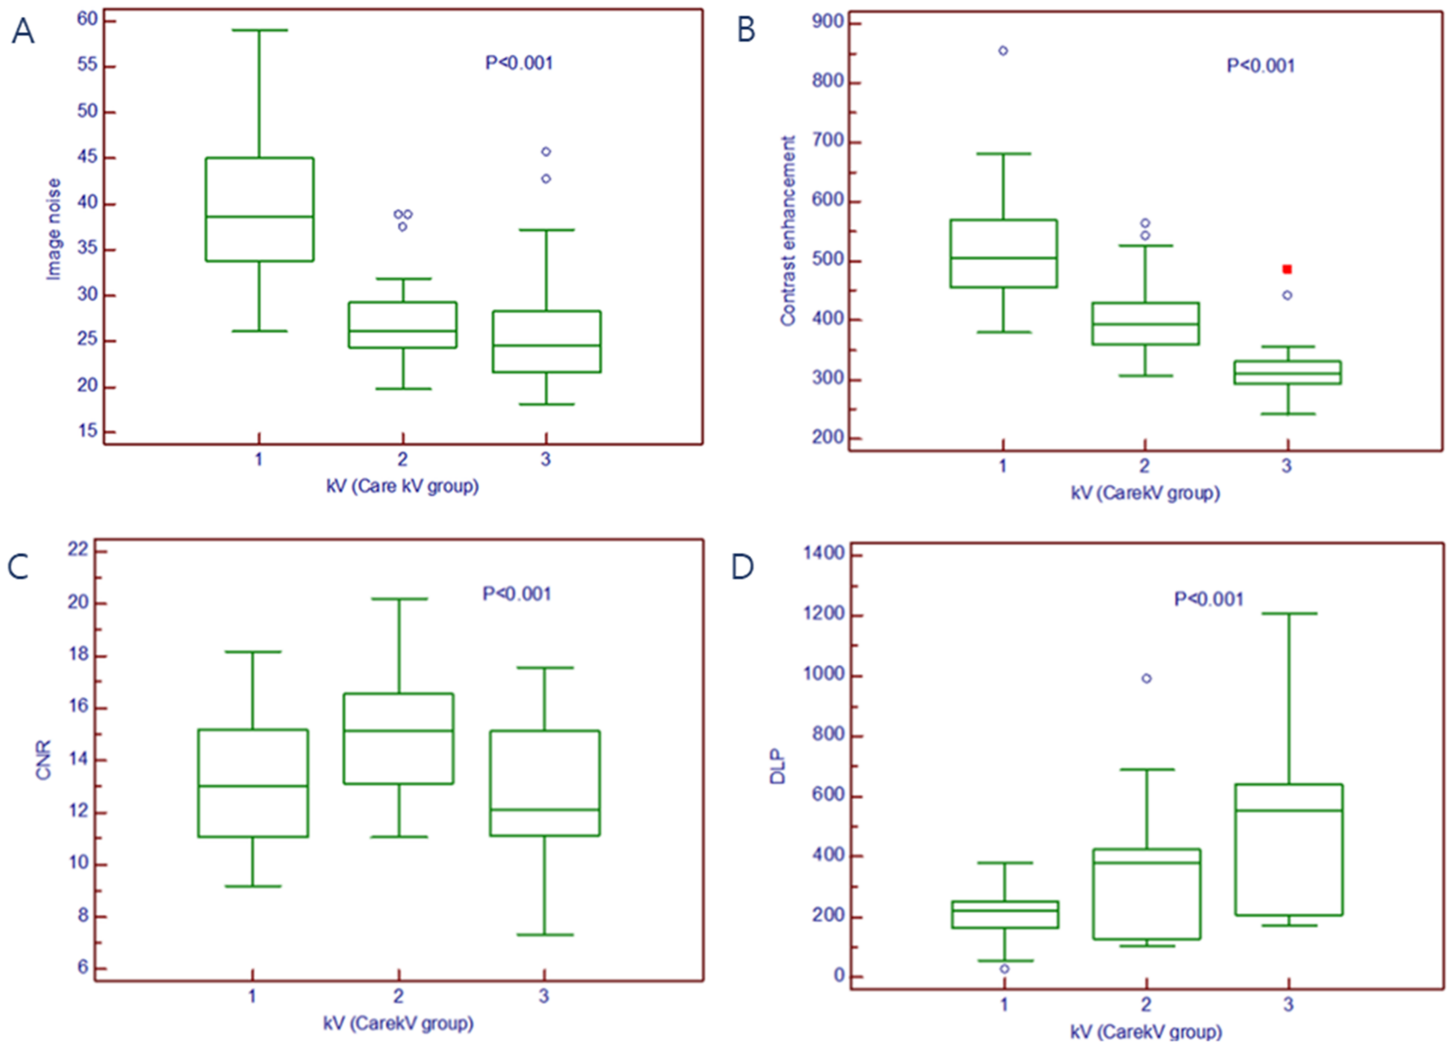 A
60
55
50
45
40
35
30
25
20
15
Image noise
P<0.001
1 2 3
kV (Care kV group)
B
900
800
700
600
500
400
300
200
Contrast enhancement
P<0.001
1 2 3
kV (CarekV group)
C
22
20
18
16
14
12
10
8
6
CNR
P<0.001
1 2 3
kV (CarekV group)
D
1400
1200
1000
800
600
400
200
0
DLP
P<0.001
1 2 3
kV (CarekV group)